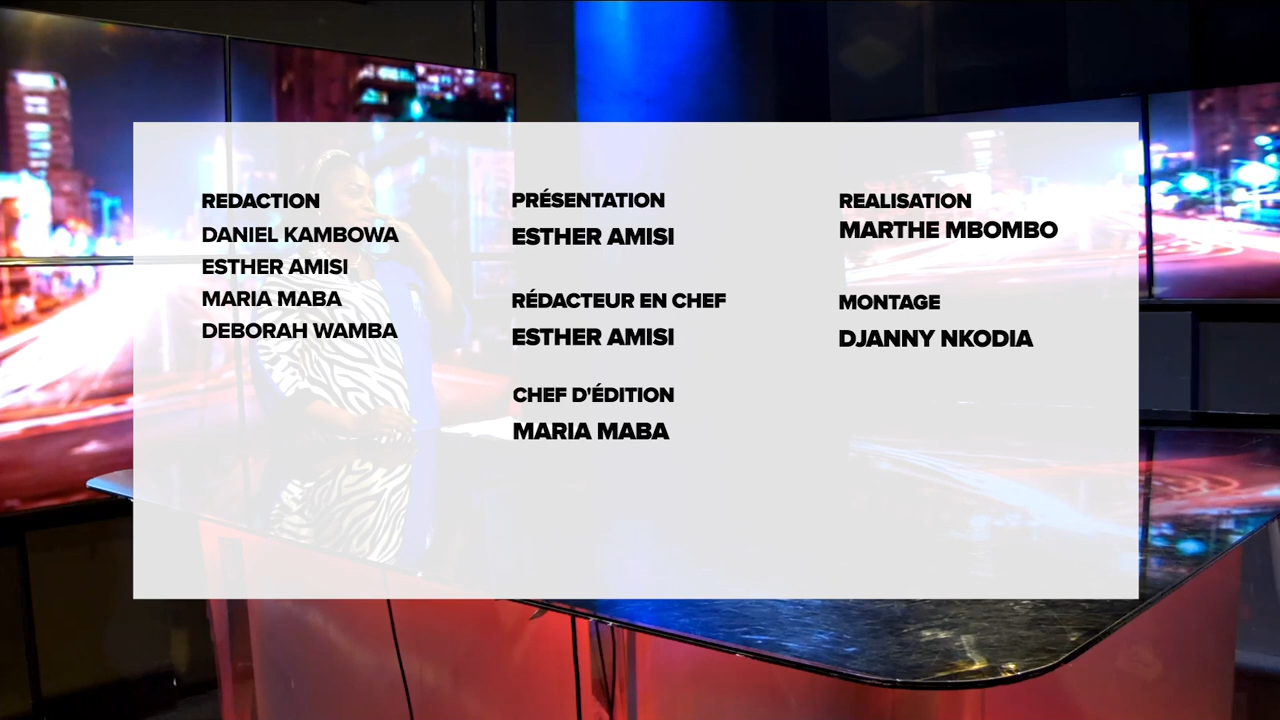 REDACTION
DANIEL KAMBOWA
ESTHER AMISI
MARIA MABA
DEBORAH WAMBA
PRÉSENTATION
ESTHER AMISI
RÉDACTEUR EN CHEF
ESTHER AMISI
CHEF D'ÉDITION
MARIA MABA
REALISATION
MARTHE MBOMBO
MONTAGE
DJANNY NKODIA